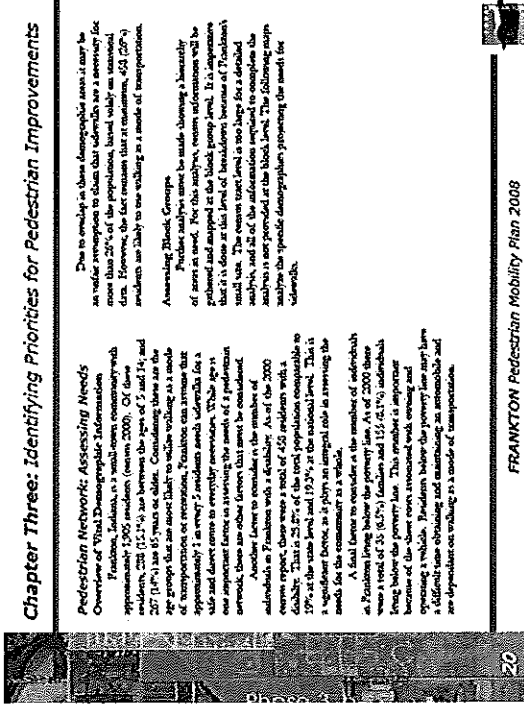 Chapter Three: Identifying Priorities for Pedestrian Improvements
Pedestrian Network: Assessing Needs
Overview of Vital Demographic Information
Frankton, Indiana, is a small-town community with
approximately 1,905 residents (census 2000). Of these
residents, 288 (15.1%) are between the ages of 5 and 14; and
267 (14%) are 65 years or older. Considering these are the
age groups that are most likely to utilize walking as a mode
of transportation or recreation, Frankton can assume that
approximately 1 in every 3 residents needs sidewalks for a
safe and direct route to everyday necessities. While age is
one important factor in assessing the needs of a pedestrian
network, there are other factors that must be considered.
Another factor to consider is the number of
individuals in Frankton with a disability. As of the 2000
census report, there were a total of 458 residents with a
disability. That is 25.8% of the total population comparable to
19% at the state level and 19.3% at the national level. This is
a significant factor, as it plays an integral role in assessing the
needs for the community as a whole.
A final factor to consider is the number of individuals
in Frankton living below the poverty line. As of 2000 there
were a total of 35 (6.5%) families and 155 (8.1%) individuals
living below the poverty line. This number is important
because of the sheer costs associated with owning and
operating a vehicle. Residents below the poverty line may have
a difficult time obtaining and maintaining an automobile and
are dependant on walking as a mode of transportation.
Due to overlap in these demographic areas it may be
an unfair assumption to claim that sidewalks are a necessity for
more than 26% of the population, based solely on statistical
data. However, the fact remains that at minimum, 458 (26%)
residents are likely to use walking as a mode of transportation.
Assessing Block Groups
Further analysis must be made showing a hierarchy
of areas in need. For this analysis, census information will be
gathered and mapped at the block group level. It is imperative
that it is done at this level of breakdown because of Frankton's
small size. The census tract level is too large for a detailed
analysis, and all of the information required to complete the
analysis is not provided at the block level. The following maps
analyze the specific demographics projecting the needs for
sidewalks.
20
FRANKTON Pedestrian Mobility Plan 2008